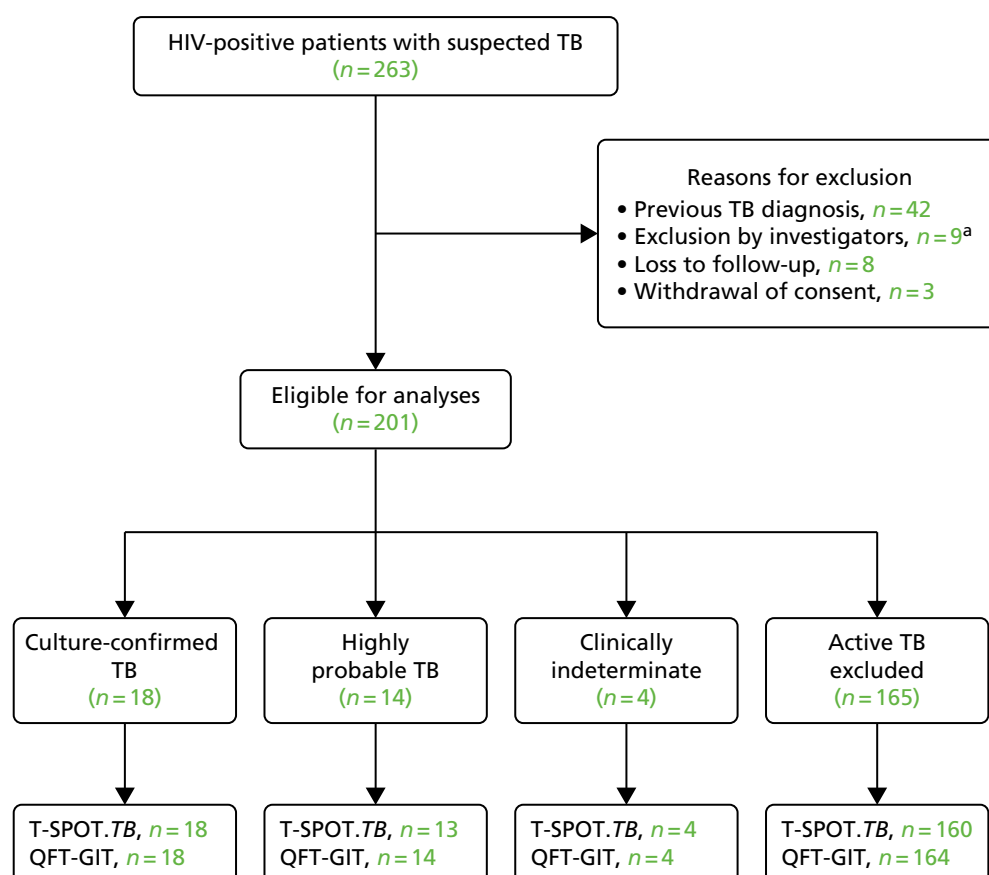 HIV-positive patients with suspected TB
(n=263)
Reasons for exclusion
• Previous TB diagnosis, n=42
• Exclusion by investigators, n=9ᵃ
• Loss to follow-up, n=8
• Withdrawal of consent, n=3
Eligible for analyses
(n=201)
Culture-confirmed
TB
(n=18)
Highly
probable TB
(n=14)
Clinically
indeterminate
(n=4)
Active TB
excluded
(n=165)
T-SPOT.TB, n=18
QFT-GIT, n=18
T-SPOT.TB, n=13
QFT-GIT, n=14
T-SPOT.TB, n=4
QFT-GIT, n=4
T-SPOT.TB, n=160
QFT-GIT, n=164